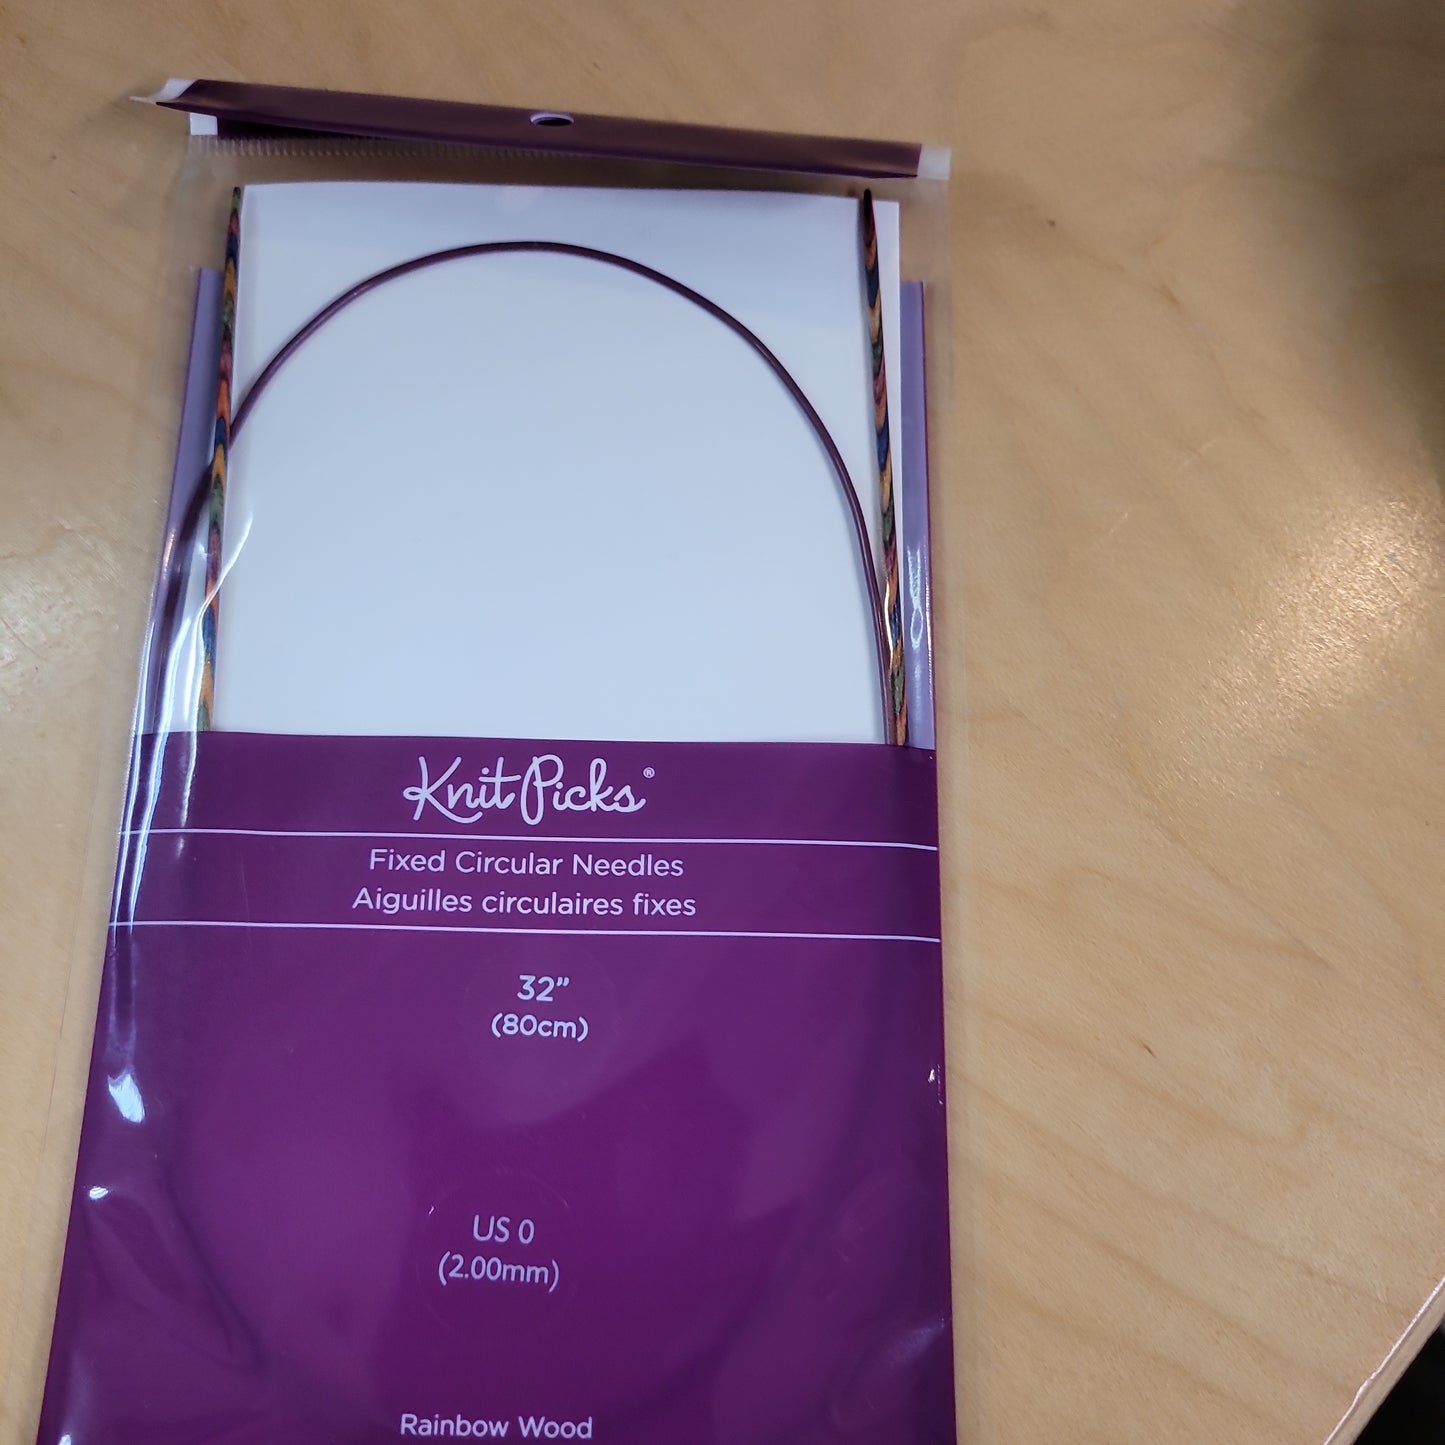 KnitPicks®
Fixed Circular Needles
Aiguilles circulaires fixes
32”
(80cm)
US 0
(2.00mm)
Rainbow Wood